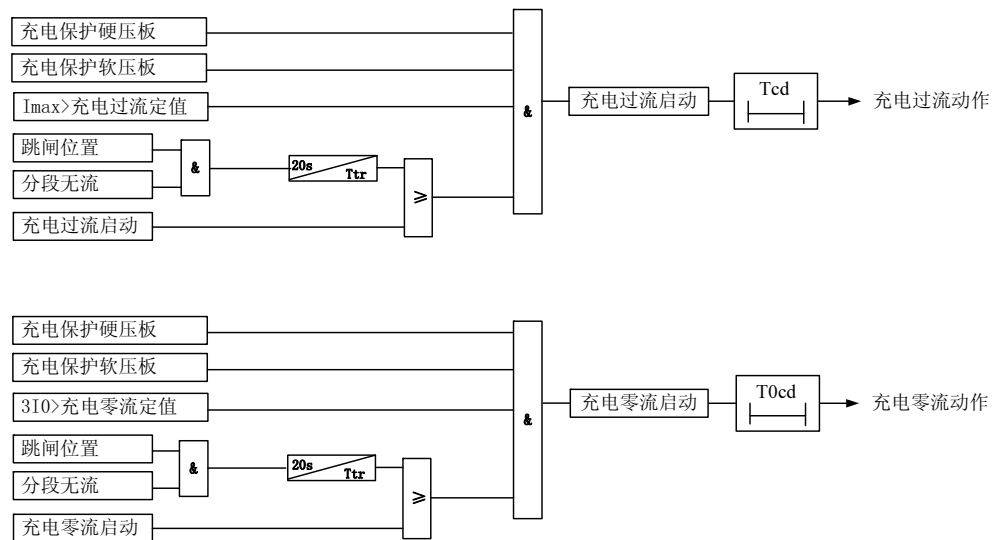 充电保护硬压板
充电保护软压板
Imax>充电过流定值
跳闸位置
分段无流
充电过流启动
&
20s
Ttr
≥
&
充电过流启动
Tcd
充电过流动作
充电保护硬压板
充电保护软压板
3I0>充电零流定值
跳闸位置
分段无流
充电零流启动
&
20s
Ttr
≥
&
充电零流启动
T0cd
充电零流动作